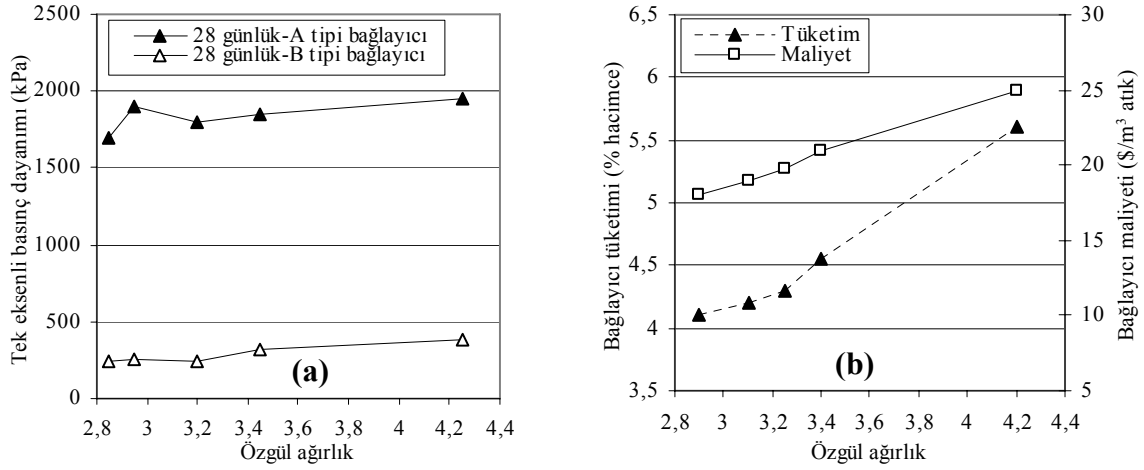 28 günlük-A tipi bağlayıcı
28 günlük-B tipi bağlayıcı
Tek eksenli basınç dayanımı (kPa)
2500
2000
1500
1000
500
0
(a)
2,8 3 3,2 3,4 3,6 3,8 4 4,2 4,4
Özgül ağırlık
Tüketim
Maliyet
Bağlayıcı tüketimi (% hacimce)
6,5
6
5,5
5
4,5
4
3,5
(b)
2,8 3 3,2 3,4 3,6 3,8 4 4,2 4,4
Özgül ağırlık
30
25
20
15
10
5
Bağlayıcı maliyeti ($/m³ atık)